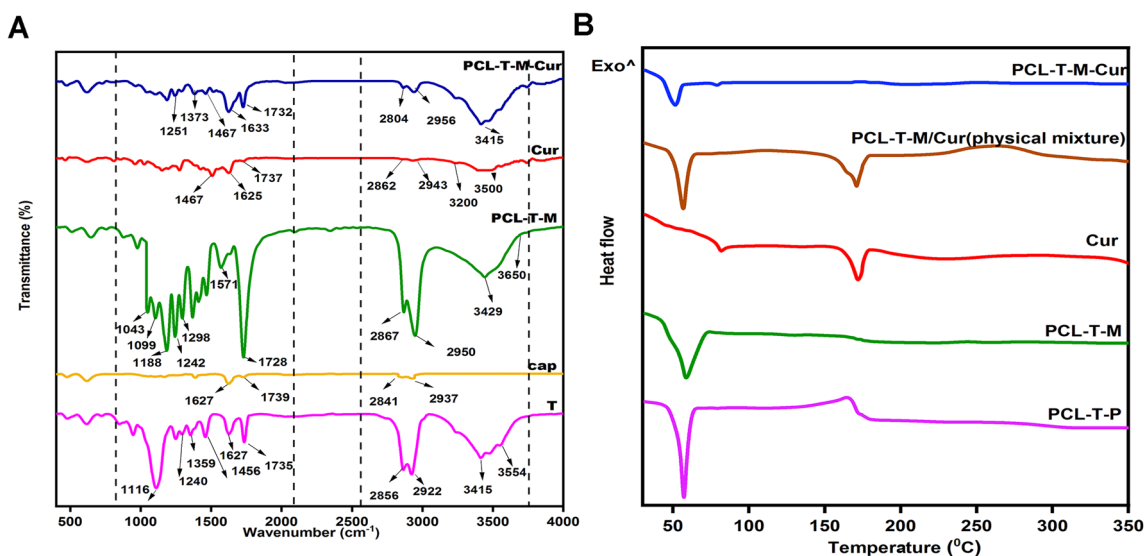 A
PCL-T-M-Cur
1251
1373
1467
1633
1732
2804
2956
3415
Cur
1467
1625
1737
2862
2943
3200
3500
PCL-T-M
1043
1099
1188
1242
1298
1571
1728
2867
2950
3429
3650
cap
1627
1739
2841
2937
T
1116
1240
1359
1627
1456
1735
2856
2922
3415
3554
Transmittance (%)
500 1000 1500 2000 2500 3000 3500 4000
Wavenumber (cm⁻¹)
B
Exo^
PCL-T-M-Cur
PCL-T-M/Cur(physical mixture)
Cur
PCL-T-M
PCL-T-P
Heat flow
50 100 150 200 250 300 350
Temperature (⁰C)